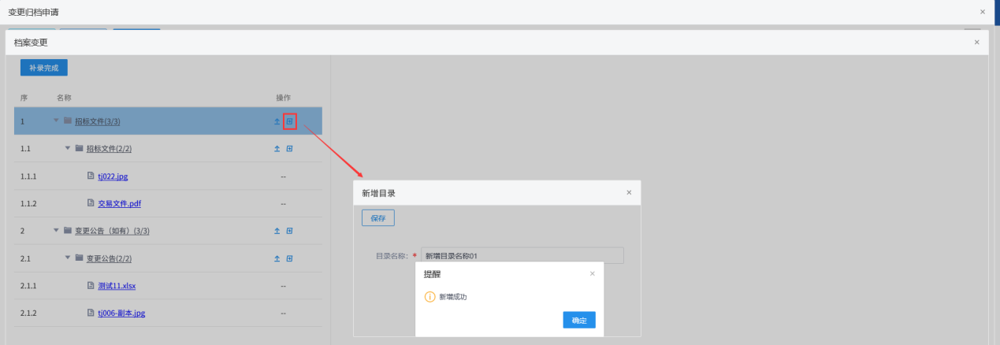 变更归档申请
档案变更
补录完成
序 名称 操作
1 招标文件(3/3)
1.1 招标文件(2/2)
1.1.1 tj022.jpg --
1.1.2 交易文件.pdf --
2 变更公告（如有）(3/3)
2.1 变更公告(2/2)
2.1.1 测试11.xlsx --
2.1.2 tj006-副本.jpg --
新增目录
保存
目录名称: * 新增目录名称01
提醒
新增成功
确定